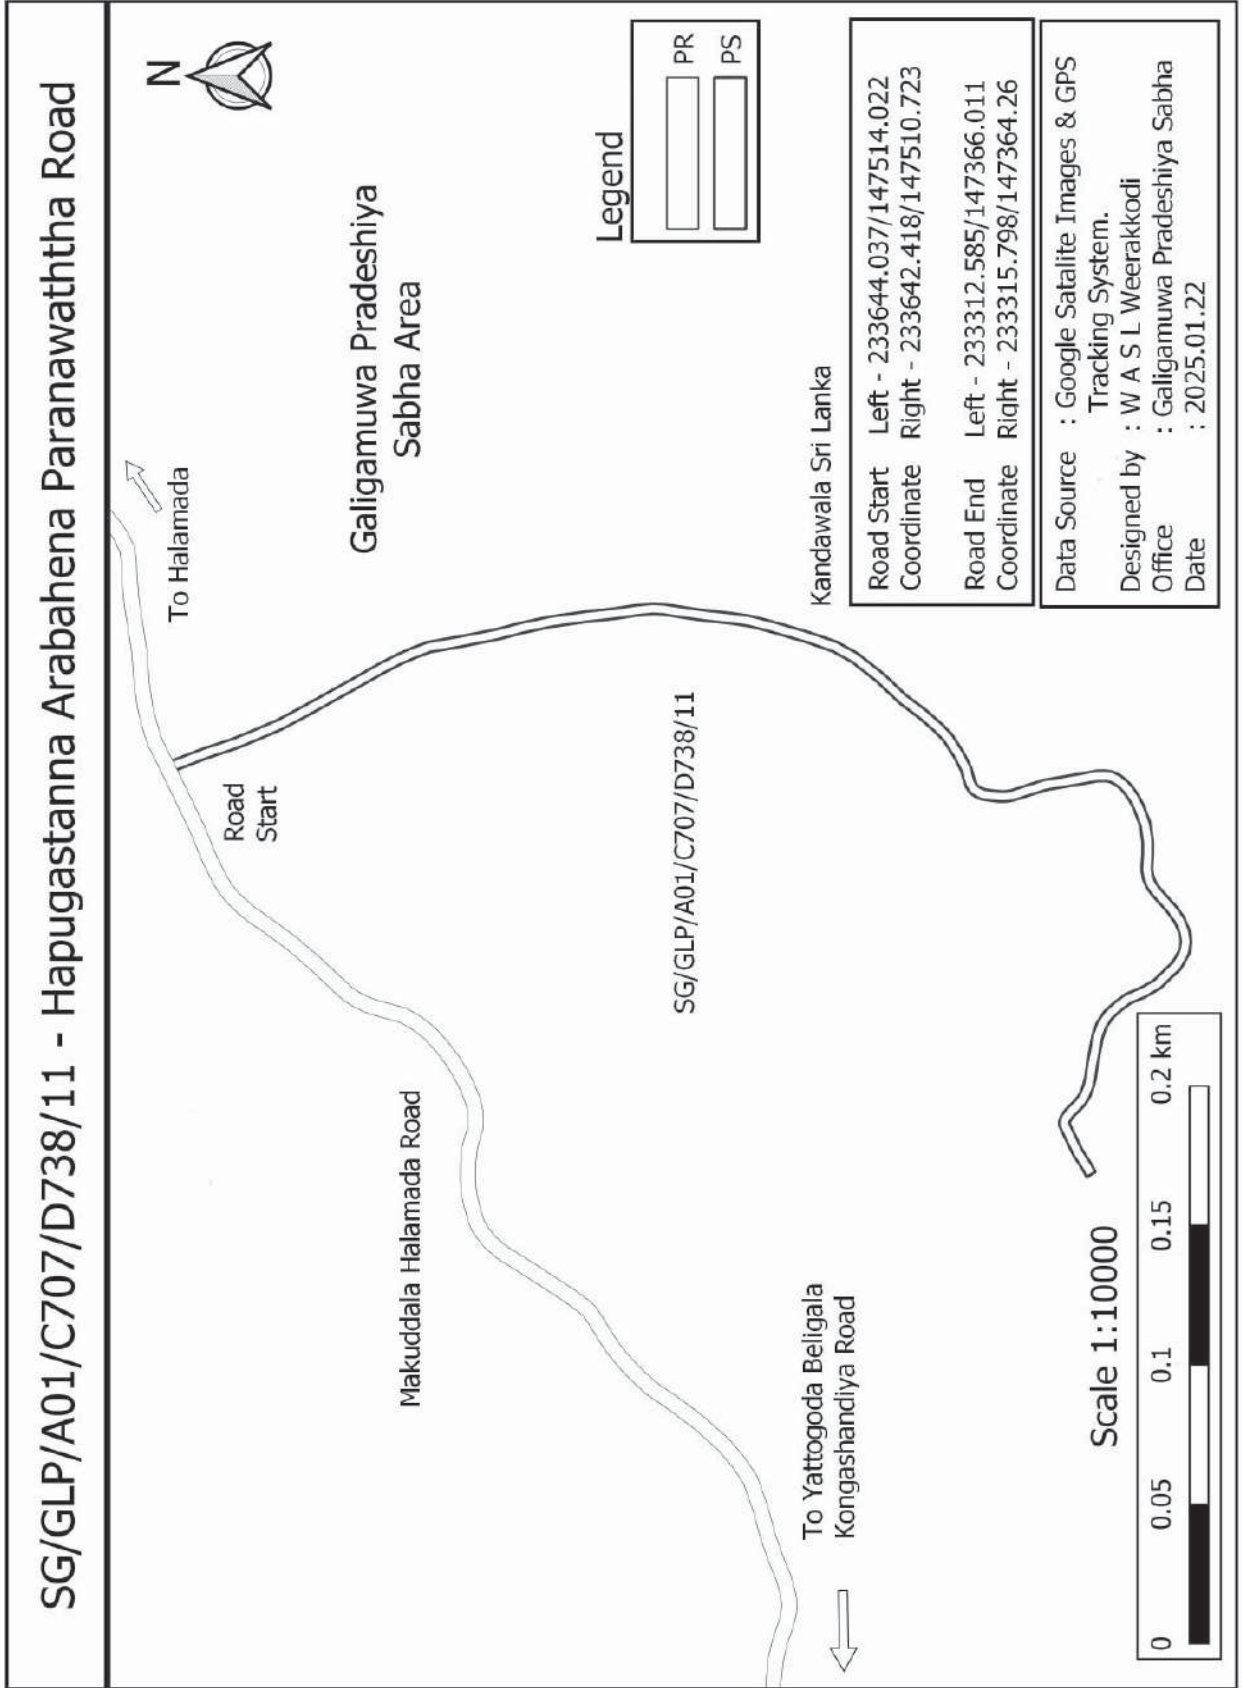 SG/GLP/A01/C707/D738/11 - Hapugastanna Arabahena Paranawaththa Road
N
To Halamada
Galigamuwa Pradeshiya
Sabha Area
Road
Start
Legend
PR
PS
Makuddala Halamada Road
SG/GLP/A01/C707/D738/11
Kandawala Sri Lanka
To Yattogoda Beligala
Kongashandiya Road
Road Start Left - 233644.037/147514.022
Coordinate Right - 233642.418/147510.723
Road End Left - 233312.585/147366.011
Coordinate Right - 233315.798/147364.26
Data Source : Google Satalite Images & GPS
Tracking System.
Designed by : W A S L Weerakkodi
Office : Galigamuwa Pradeshiya Sabha
Date : 2025.01.22
Scale 1:10000
0 0.05 0.1 0.15 0.2 km